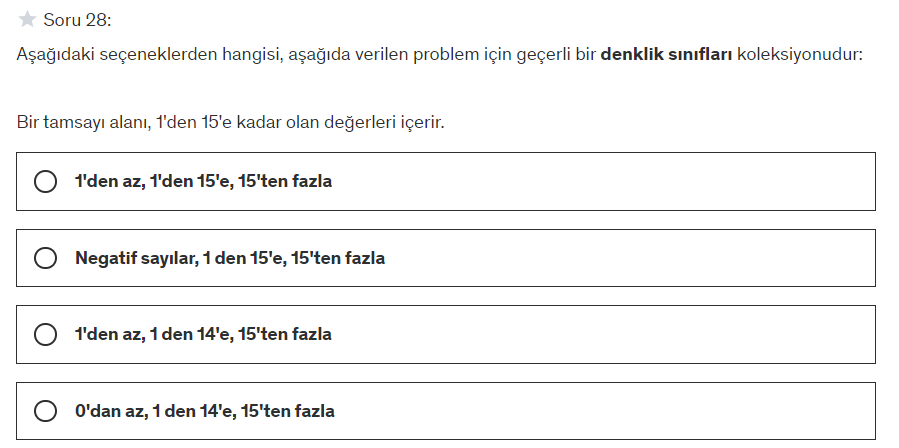 Soru 28:
Aşağıdaki seçeneklerden hangisi, aşağıda verilen problem için geçerli bir denklik sınıfları koleksiyonudur:
Bir tamsayı alanı, 1'den 15'e kadar olan değerleri içerir.
1'den az, 1'den 15'e, 15'ten fazla
Negatif sayılar, 1 den 15'e, 15'ten fazla
1'den az, 1 den 14'e, 15'ten fazla
0'dan az, 1 den 14'e, 15'ten fazla